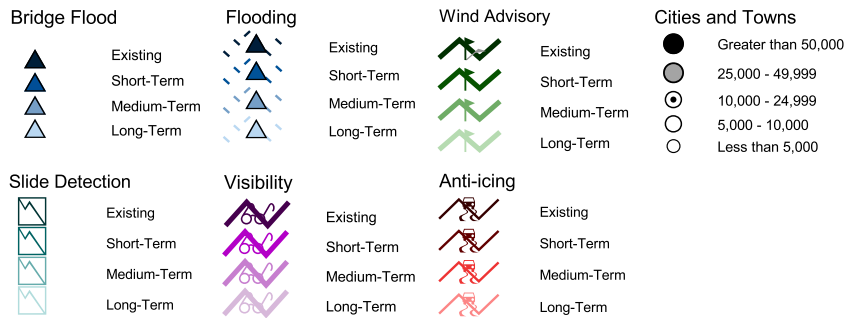 Bridge Flood
Existing
Short-Term
Medium-Term
Long-Term
Flooding
Existing
Short-Term
Medium-Term
Long-Term
Wind Advisory
Existing
Short-Term
Medium-Term
Long-Term
Cities and Towns
Greater than 50,000
25,000 - 49,999
10,000 - 24,999
5,000 - 10,000
Less than 5,000
Slide Detection
Existing
Short-Term
Medium-Term
Long-Term
Visibility
Existing
Short-Term
Medium-Term
Long-Term
Anti-icing
Existing
Short-Term
Medium-Term
Long-Term